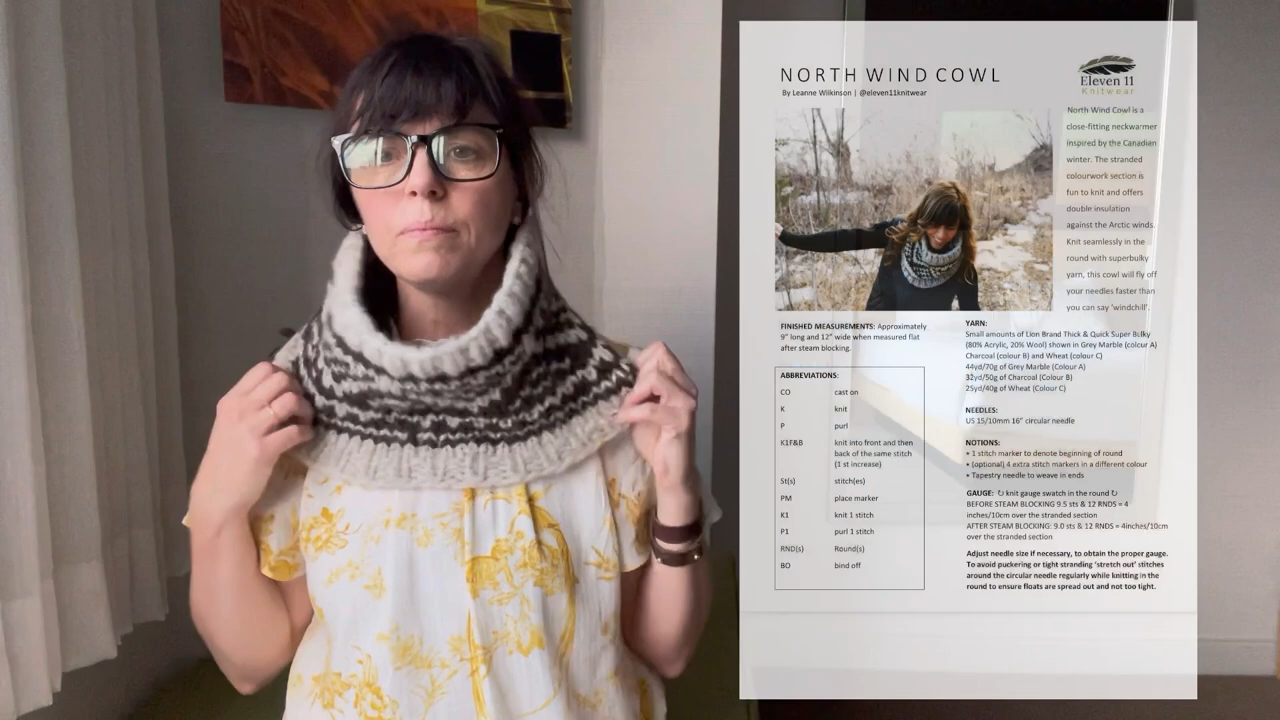 NORTH WIND COWL
By Leanne Wilkinson | @eleven11knitwear
Eleven 11
Knitwear
North Wind Cowl is a
close-fitting neckwarmer
inspired by the Canadian
winter. The stranded
colourwork section is
fun to knit and offers
double insulation
against the Arctic winds.
Knit seamlessly in the
round with superbulky
yarn, this cowl will fly off
your needles faster than
you can say 'windchill'.
FINISHED MEASUREMENTS: Approximately
9" long and 12" wide when measured flat
after steam blocking.
ABBREVIATIONS:
CO cast on
K knit
P purl
K1F&B knit into front and then
back of the same stitch
(1 st increase)
St(s) stitch(es)
PM place marker
K1 knit 1 stitch
P1 purl 1 stitch
RND(s) Round(s)
BO bind off
YARN:
Small amounts of Lion Brand Thick & Quick Super Bulky
(80% Acrylic, 20% Wool) shown in Grey Marble (colour A)
Charcoal (colour B) and Wheat (colour C)
44yd/70g of Grey Marble (Colour A)
32yd/50g of Charcoal (Colour B)
25yd/40g of Wheat (Colour C)
NEEDLES:
US 15/10mm 16" circular needle
NOTIONS:
• 1 stitch marker to denote beginning of round
• (optional) 4 extra stitch markers in a different colour
• Tapestry needle to weave in ends
GAUGE: ↻ knit gauge swatch in the round ↻
BEFORE STEAM BLOCKING 9.5 sts & 12 RNDS = 4
inches/10cm over the stranded section
AFTER STEAM BLOCKING: 9.0 sts & 12 RNDS = 4inches/10cm
over the stranded section
Adjust needle size if necessary, to obtain the proper gauge.
To avoid puckering or tight stranding 'stretch out' stitches
around the circular needle regularly while knitting in the
round to ensure floats are spread out and not too tight.